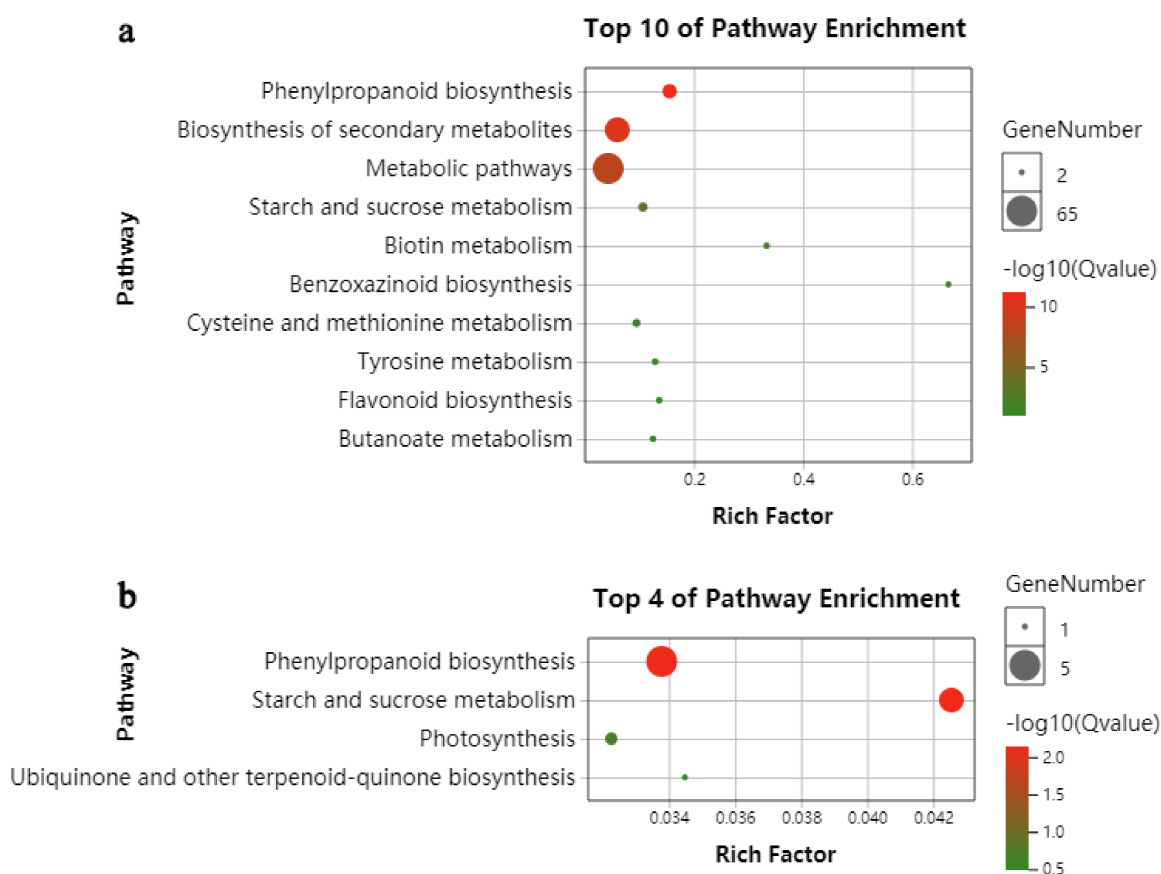 a
Top 10 of Pathway Enrichment
Phenylpropanoid biosynthesis
Biosynthesis of secondary metabolites
Metabolic pathways
Starch and sucrose metabolism
Biotin metabolism
Benzoxazinoid biosynthesis
Cysteine and methionine metabolism
Tyrosine metabolism
Flavonoid biosynthesis
Butanoate metabolism
Pathway
0.2 0.4 0.6
Rich Factor
GeneNumber
2
65
-log10(Qvalue)
10
5
b
Top 4 of Pathway Enrichment
Phenylpropanoid biosynthesis
Starch and sucrose metabolism
Photosynthesis
Ubiquinone and other terpenoid-quinone biosynthesis
Pathway
0.034 0.036 0.038 0.040 0.042
Rich Factor
GeneNumber
1
5
-log10(Qvalue)
2.0
1.5
1.0
0.5